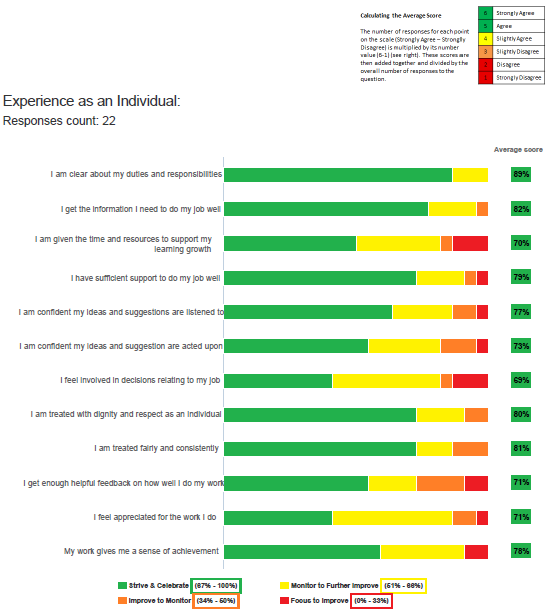 Calculating the Average Score
The number of responses for each point
on the scale (Strongly Agree – Strongly
Disagree) is multiplied by its number
value (6-1) (see right). These scores are
then added together and divided by the
overall number of responses to the
question.
6 Strongly Agree
5 Agree
4 Slightly Agree
3 Slightly Disagree
2 Disagree
1 Strongly Disagree
Experience as an Individual:
Responses count: 22
Average score
I am clear about my duties and responsibilities 89%
I get the information I need to do my job well 82%
I am given the time and resources to support my
learning growth 70%
I have sufficient support to do my job well 79%
I am confident my ideas and suggestions are listened to 77%
I am confident my ideas and suggestion are acted upon 73%
I feel involved in decisions relating to my job 69%
I am treated with dignity and respect as an individual 80%
I am treated fairly and consistently 81%
I get enough helpful feedback on how well I do my work 71%
I feel appreciated for the work I do 71%
My work gives me a sense of achievement 78%
Strive & Celebrate (67% - 100%) Monitor to Further Improve (51% - 66%)
Improve to Monitor (34% - 50%) Focus to Improve (0% - 33%)